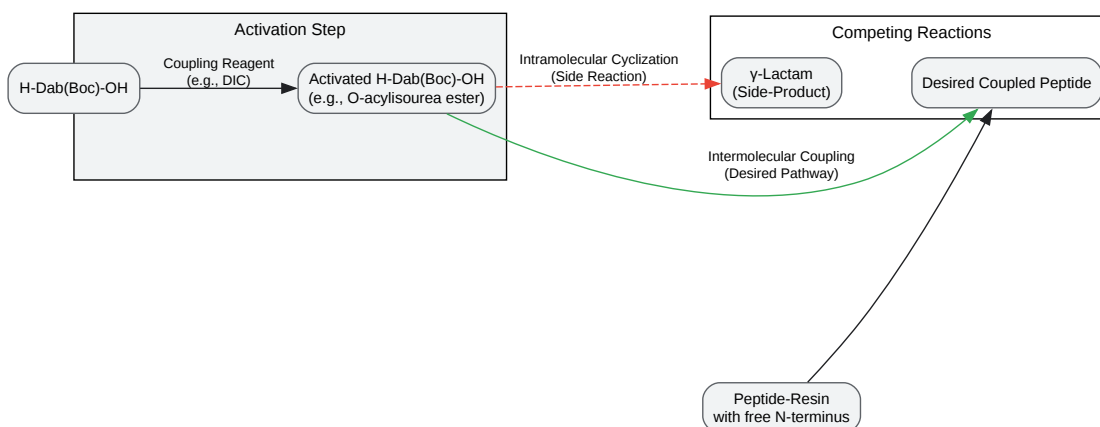 Activation Step
Competing Reactions
H-Dab(Boc)-OH
Coupling Reagent
(e.g., DIC)
Activated H-Dab(Boc)-OH
(e.g., O-acylisourea ester)
Intramolecular Cyclization
(Side Reaction)
γ-Lactam
(Side-Product)
Desired Coupled Peptide
Intermolecular Coupling
(Desired Pathway)
Peptide-Resin
with free N-terminus